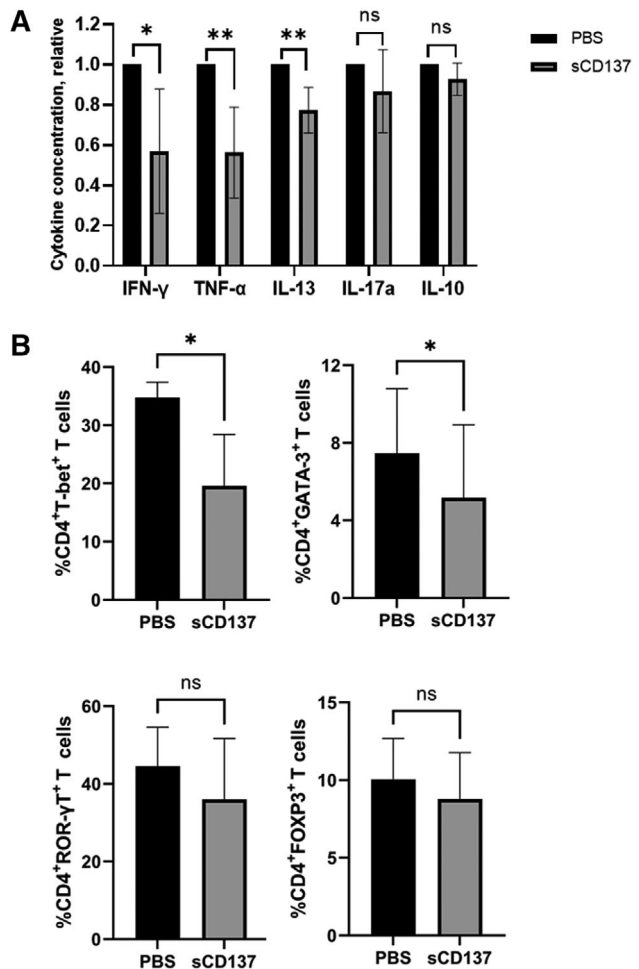 A
Cytokine concentration, relative
1.2
1.0
0.8
0.6
0.4
0.2
0.0
*
**
**
ns
ns
IFN-γ
TNF-α
IL-13
IL-17a
IL-10
PBS
sCD137
B
%CD4⁺T-bet⁺ T cells
40
30
20
10
0
*
PBS
sCD137
%CD4⁺GATA-3⁺ T cells
12
8
4
0
*
PBS
sCD137
%CD4⁺ROR-γT⁺ T cells
60
40
20
0
ns
PBS
sCD137
%CD4⁺FOXP3⁺ T cells
15
10
5
0
ns
PBS
sCD137